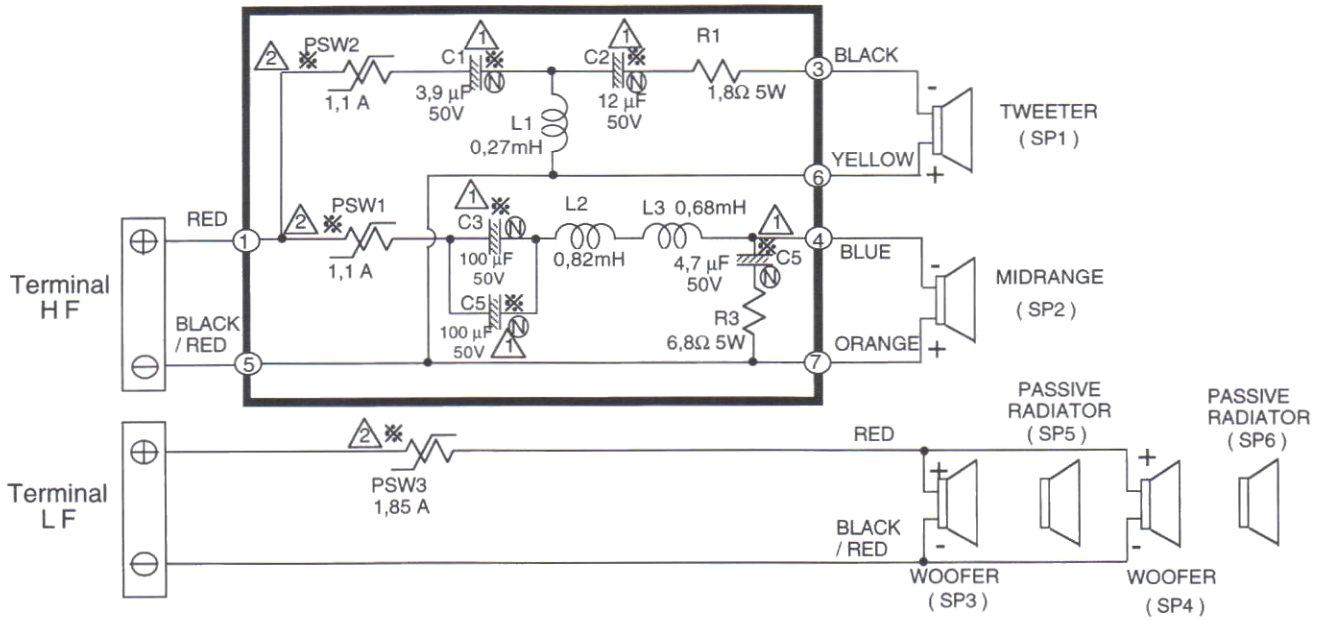 PSW2
※
2
1,1 A
1
C1 ※
N
3,9 µF
50V
1
C2 ※
N
12 µF
50V
R1
1,8Ω 5W
3
BLACK
-
TWEETER
( SP1 )
L1
0,27mH
YELLOW
6
+
RED
1
2
※
PSW1
1,1 A
1
※
C3
N
100 µF
50V
C5 ※
N
100 µF
50V
1
L2
0,82mH
L3 0,68mH
1
※
C5
N
4,7 µF
50V
R3
6,8Ω 5W
4
BLUE
-
MIDRANGE
( SP2 )
ORANGE
7
+
Terminal
H F
+
−
BLACK
/ RED
5
Terminal
L F
+
−
2
※
PSW3
1,85 A
RED
BLACK
/ RED
+
-
WOOFER
( SP3 )
PASSIVE
RADIATOR
( SP5 )
+
-
WOOFER
( SP4 )
PASSIVE
RADIATOR
( SP6 )